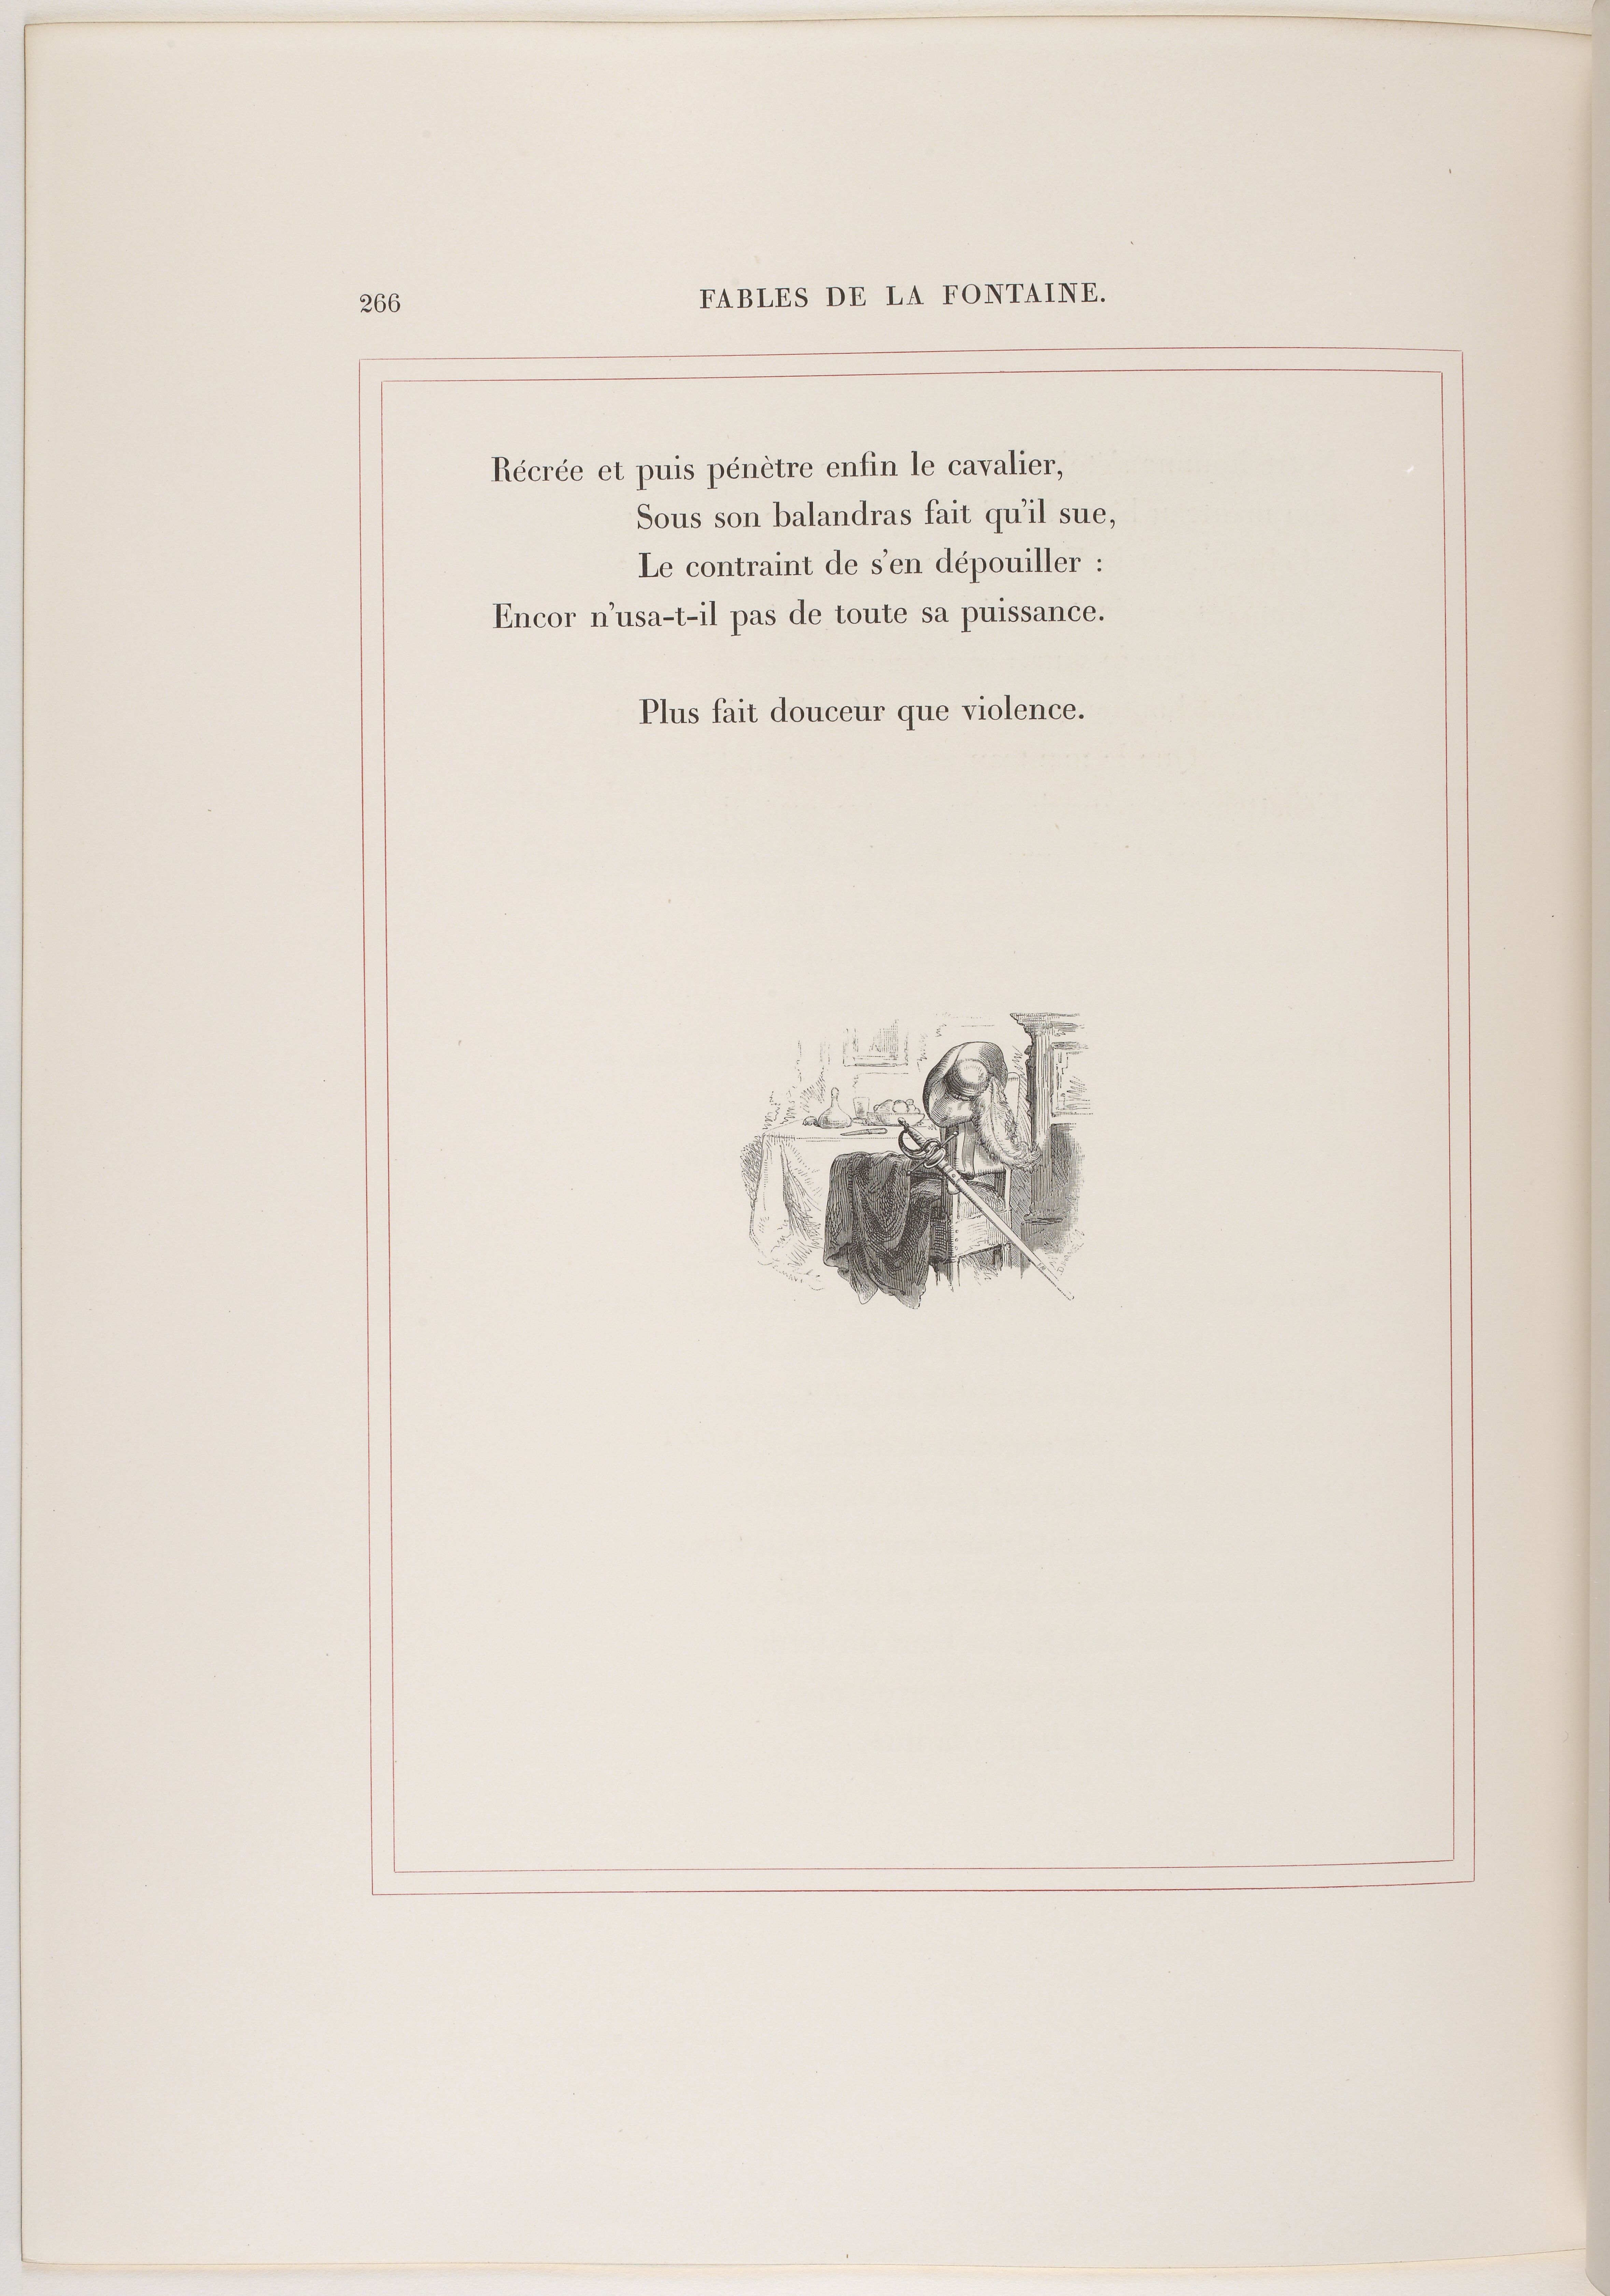 266
FABLES DE LA FONTAINE.
Récrée et puis pénètre enfin le cavalier,
Sous son balandras fait qu'il sue,
Le contraint de s'en dépouiller :
Encor n'usa-t-il pas de toute sa puissance.
Plus fait douceur que violence.